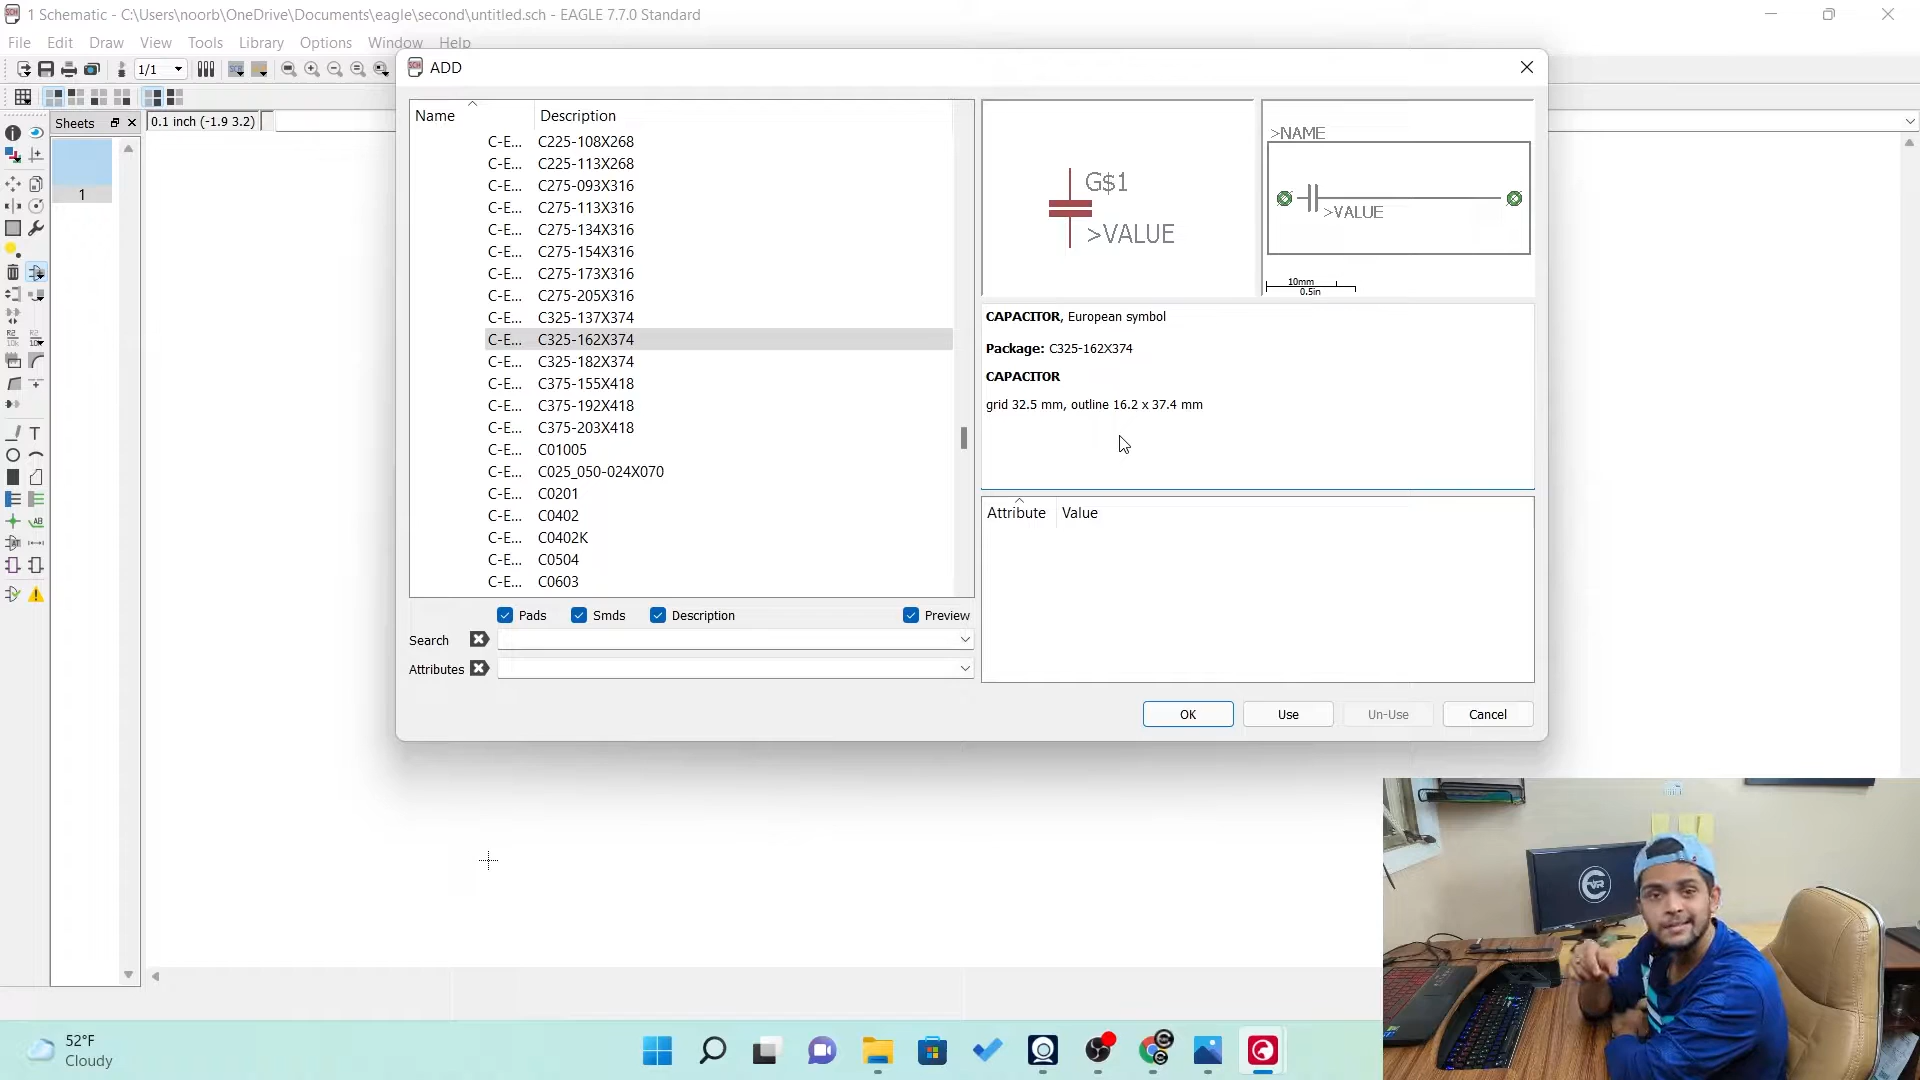 1 Schematic - C:\Users\noorb\OneDrive\Documents\eagle\second\untitled.sch - EAGLE 7.7.0 Standard
File Edit Draw View Tools Library Options Window Help
1/1
ADD
Sheets
0.1 inch (-1.9 3.2)
1
Name Description
C-E... C225-108X268
C-E... C225-113X268
C-E... C275-093X316
C-E... C275-113X316
C-E... C275-134X316
C-E... C275-154X316
C-E... C275-173X316
C-E... C275-205X316
C-E... C325-137X374
C-E... C325-162X374
C-E... C325-182X374
C-E... C375-155X418
C-E... C375-192X418
C-E... C375-203X418
C-E... C01005
C-E... C025_050-024X070
C-E... C0201
C-E... C0402
C-E... C0402K
C-E... C0504
C-E... C0603
Pads Smds Description Preview
Search
Attributes
G$1
>VALUE
>NAME
>VALUE
10mm
0.5in
CAPACITOR, European symbol
Package: C325-162X374
CAPACITOR
grid 32.5 mm, outline 16.2 x 37.4 mm
Attribute Value
OK Use Un-Use Cancel
52°F
Cloudy